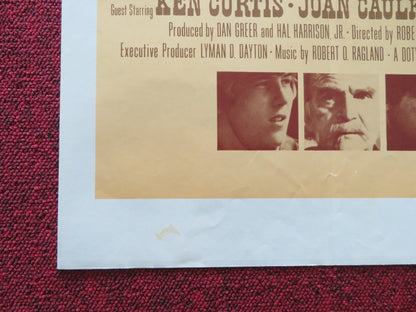 Guest Starring KEN CURTIS · JOAN CAUL
Produced by DAN GREER and HAL HARRISON, JR. · Directed by ROBE
Executive Producer LYMAN D. DAYTON · Music by ROBERT O. RAGLAND · A DOT